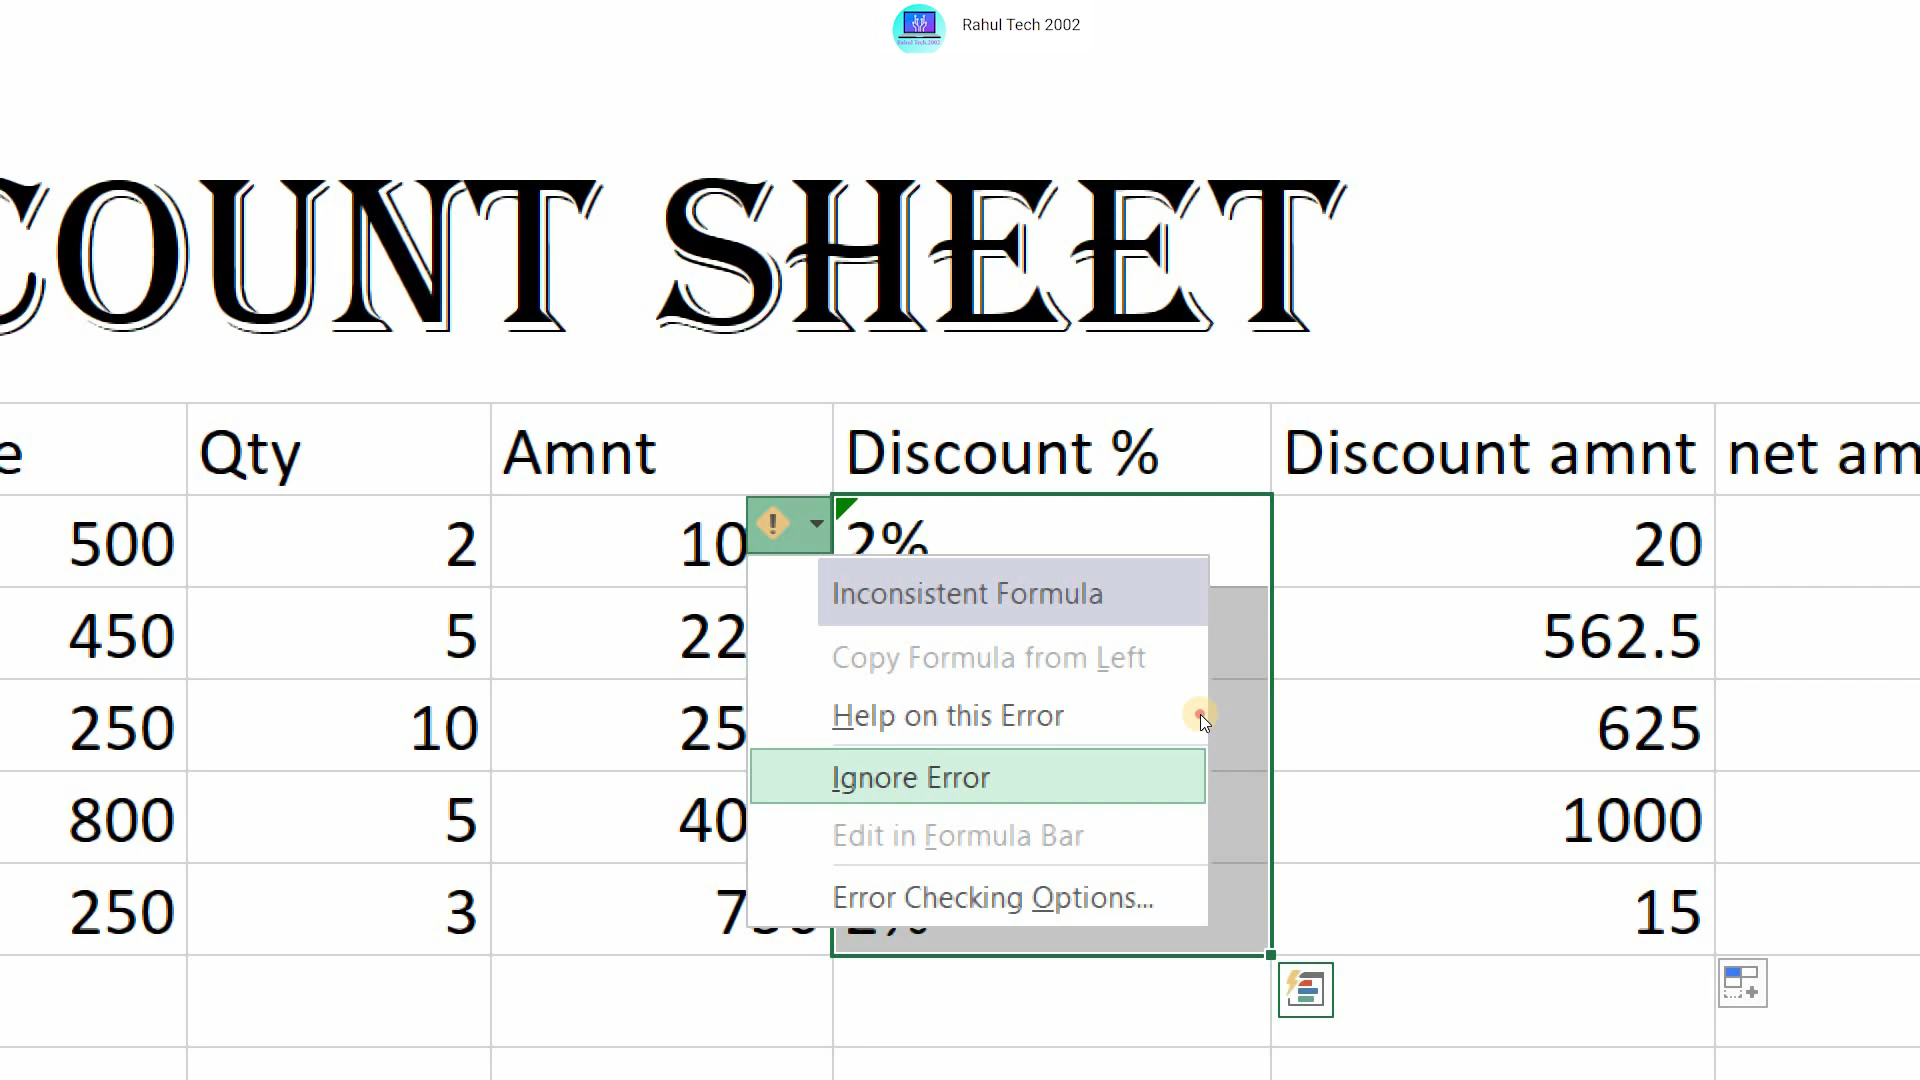 Rahul Tech 2002
COUNT SHEET
e Qty Amnt Discount % Discount amnt net am
500 2 10 2% 20
Inconsistent Formula
450 5 22 562.5
Copy Formula from Left
250 10 25 Help on this Error 625
Ignore Error
800 5 40 Edit in Formula Bar 1000
Error Checking Options...
250 3 7 15